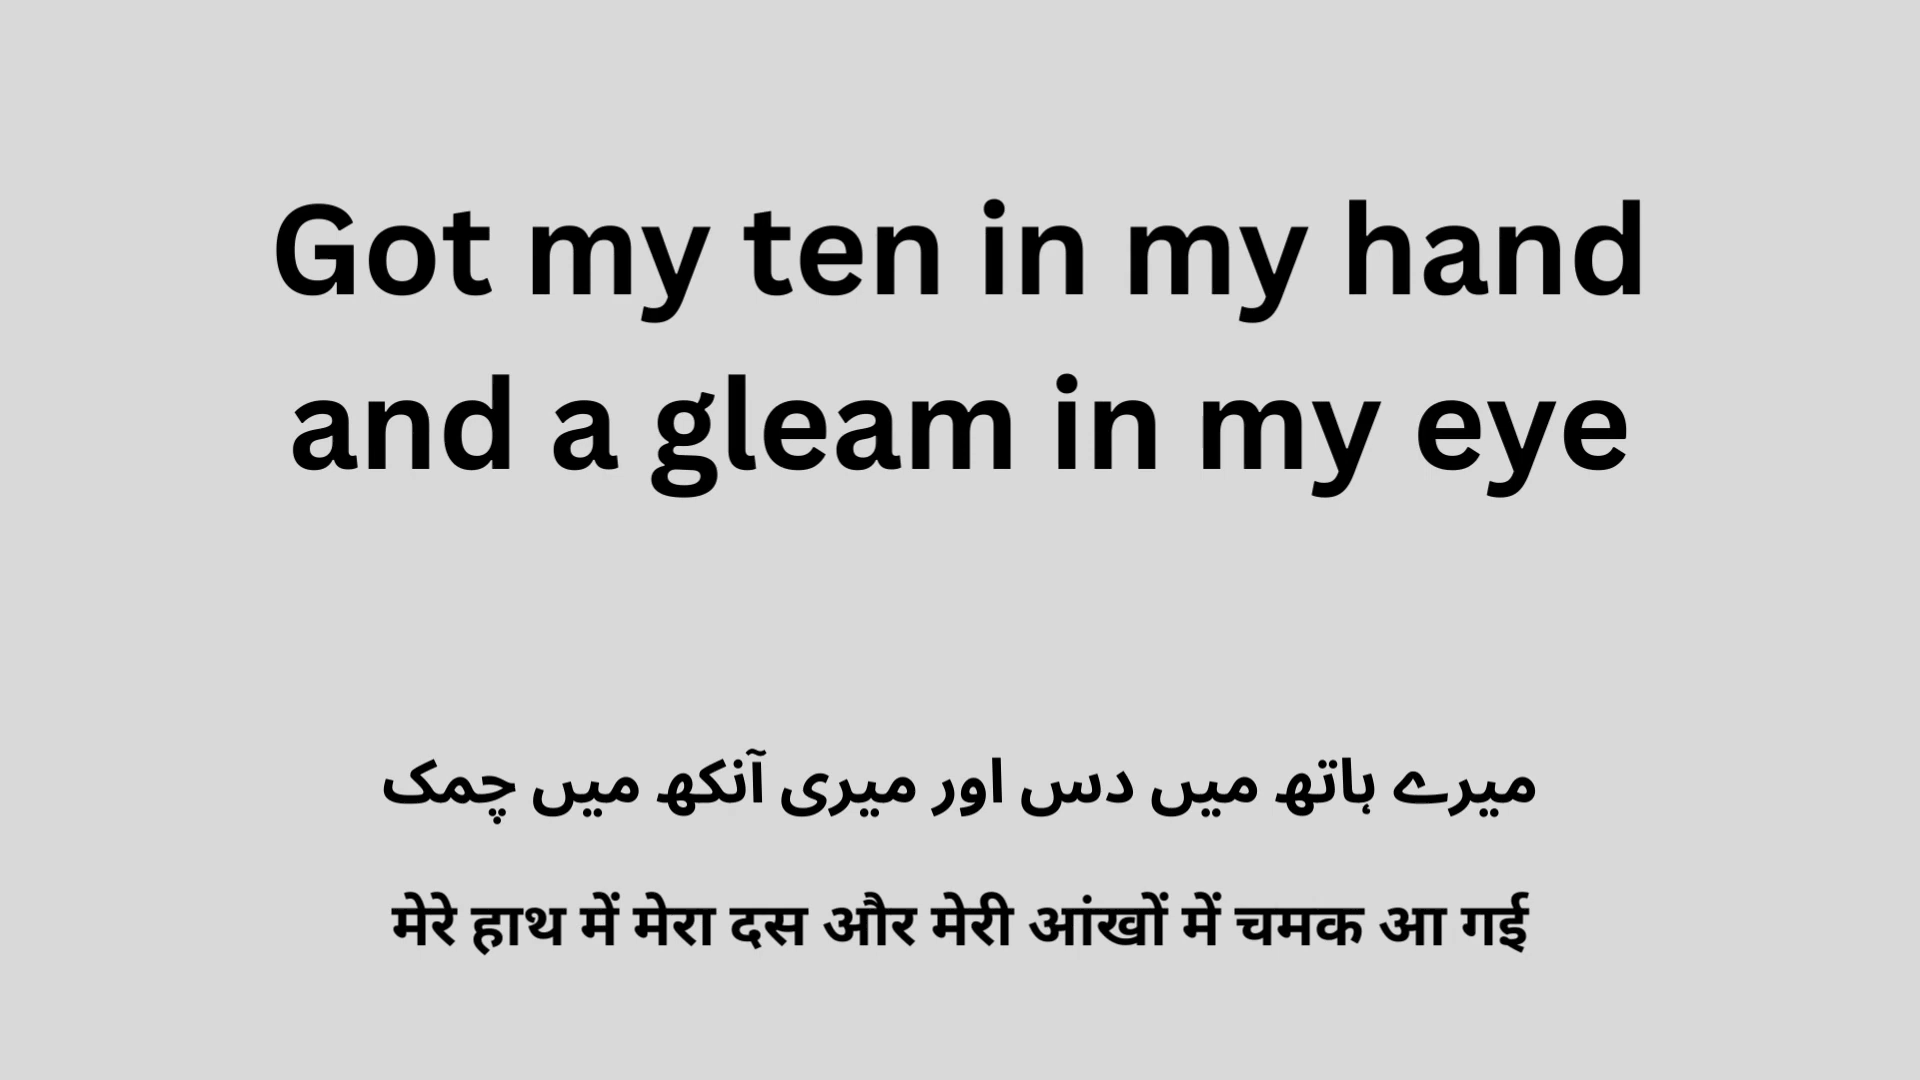 Got my ten in my hand
and a gleam in my eye
میرے ہاتھ میں دس اور میری آنکھ میں چمک
मेरे हाथ में मेरा दस और मेरी आंखों में चमक आ गई